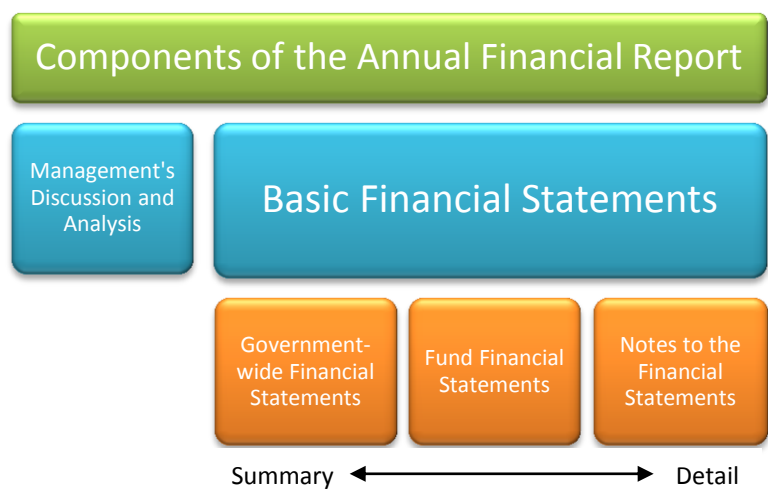 Components of the Annual Financial Report
Management's
Discussion and
Analysis
Basic Financial Statements
Government-
wide Financial
Statements
Fund Financial
Statements
Notes to the
Financial
Statements
Summary
Detail